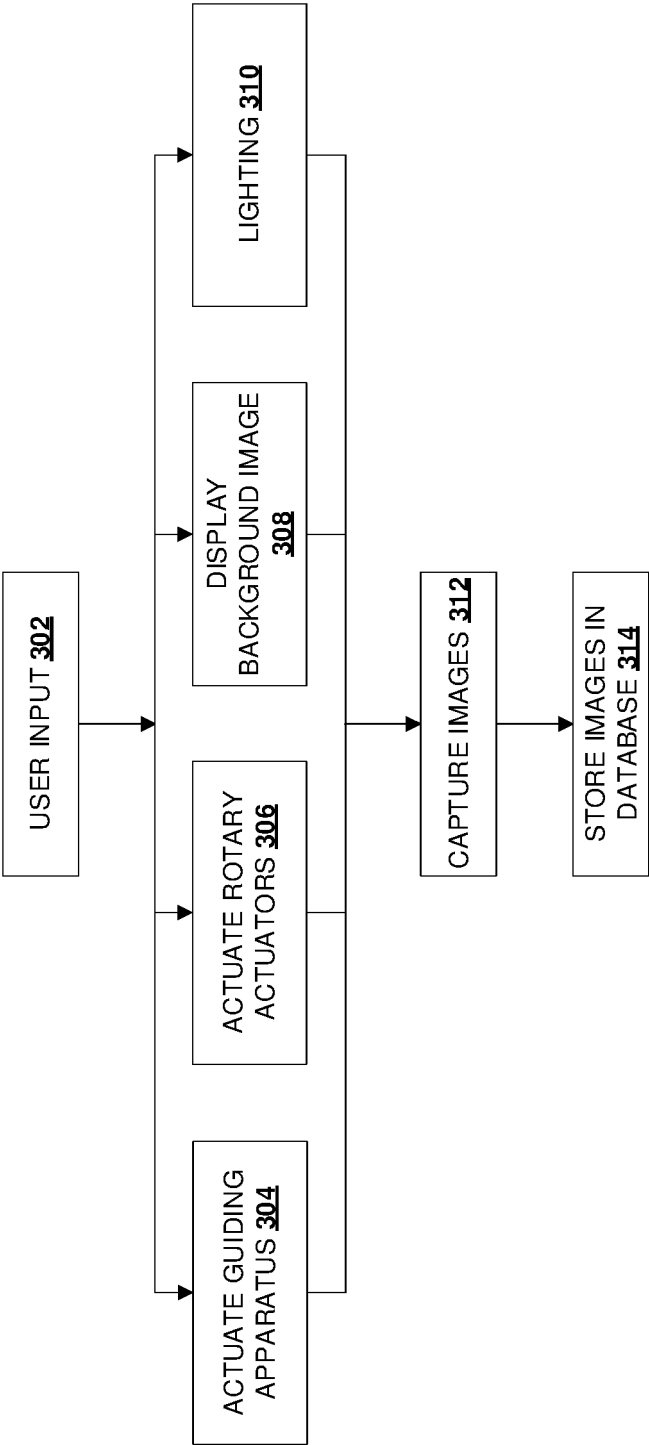 USER INPUT 302
ACTUATE GUIDING
APPARATUS 304
ACTUATE ROTARY
ACTUATORS 306
DISPLAY
BACKGROUND IMAGE
308
LIGHTING 310
CAPTURE IMAGES 312
STORE IMAGES IN
DATABASE 314